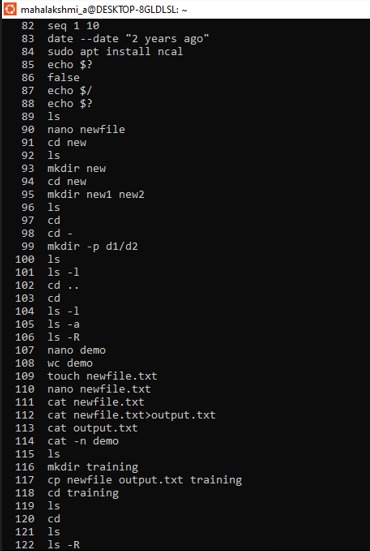 mahalakshmi_a@DESKTOP-8GLDLSL: ~
82 seq 1 10
83 date --date "2 years ago"
84 sudo apt install ncal
85 echo $?
86 false
87 echo $/
88 echo $?
89 ls
90 nano newfile
91 cd new
92 ls
93 mkdir new
94 cd new
95 mkdir new1 new2
96 ls
97 cd
98 cd -
99 mkdir -p d1/d2
100 ls
101 ls -l
102 cd ..
103 cd
104 ls -l
105 ls -a
106 ls -R
107 nano demo
108 wc demo
109 touch newfile.txt
110 nano newfile.txt
111 cat newfile.txt
112 cat newfile.txt>output.txt
113 cat output.txt
114 cat -n demo
115 ls
116 mkdir training
117 cp newfile output.txt training
118 cd training
119 ls
120 cd
121 ls
122 ls -R